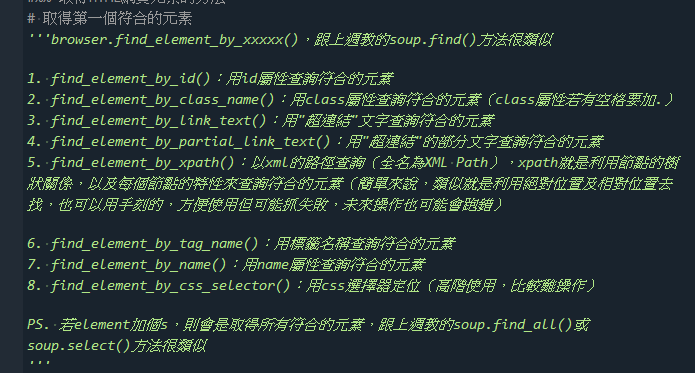 # 取得第一個符合的元素
'''browser.find_element_by_xxxxx()，跟上週教的soup.find()方法很類似
1. find_element_by_id()：用id屬性查詢符合的元素
2. find_element_by_class_name()：用class屬性查詢符合的元素（class屬性若有空格要加.）
3. find_element_by_link_text()：用"超連結"文字查詢符合的元素
4. find_element_by_partial_link_text()：用"超連結"的部分文字查詢符合的元素
5. find_element_by_xpath()：以xml的路徑查詢（全名為XML Path），xpath就是利用節點的樹
狀關係，以及每個節點的特性來查詢符合的元素（簡單來說，類似就是利用絕對位置及相對位置去
找，也可以用手刻的，方便使用但可能抓失敗，未來操作也可能會跑錯）
6. find_element_by_tag_name()：用標籤名稱查詢符合的元素
7. find_element_by_name()：用name屬性查詢符合的元素
8. find_element_by_css_selector()：用css選擇器定位（高階使用，比較難操作）
PS. 若element加個s，則會是取得所有符合的元素，跟上週教的soup.find_all()或
soup.select()方法很類似
'''